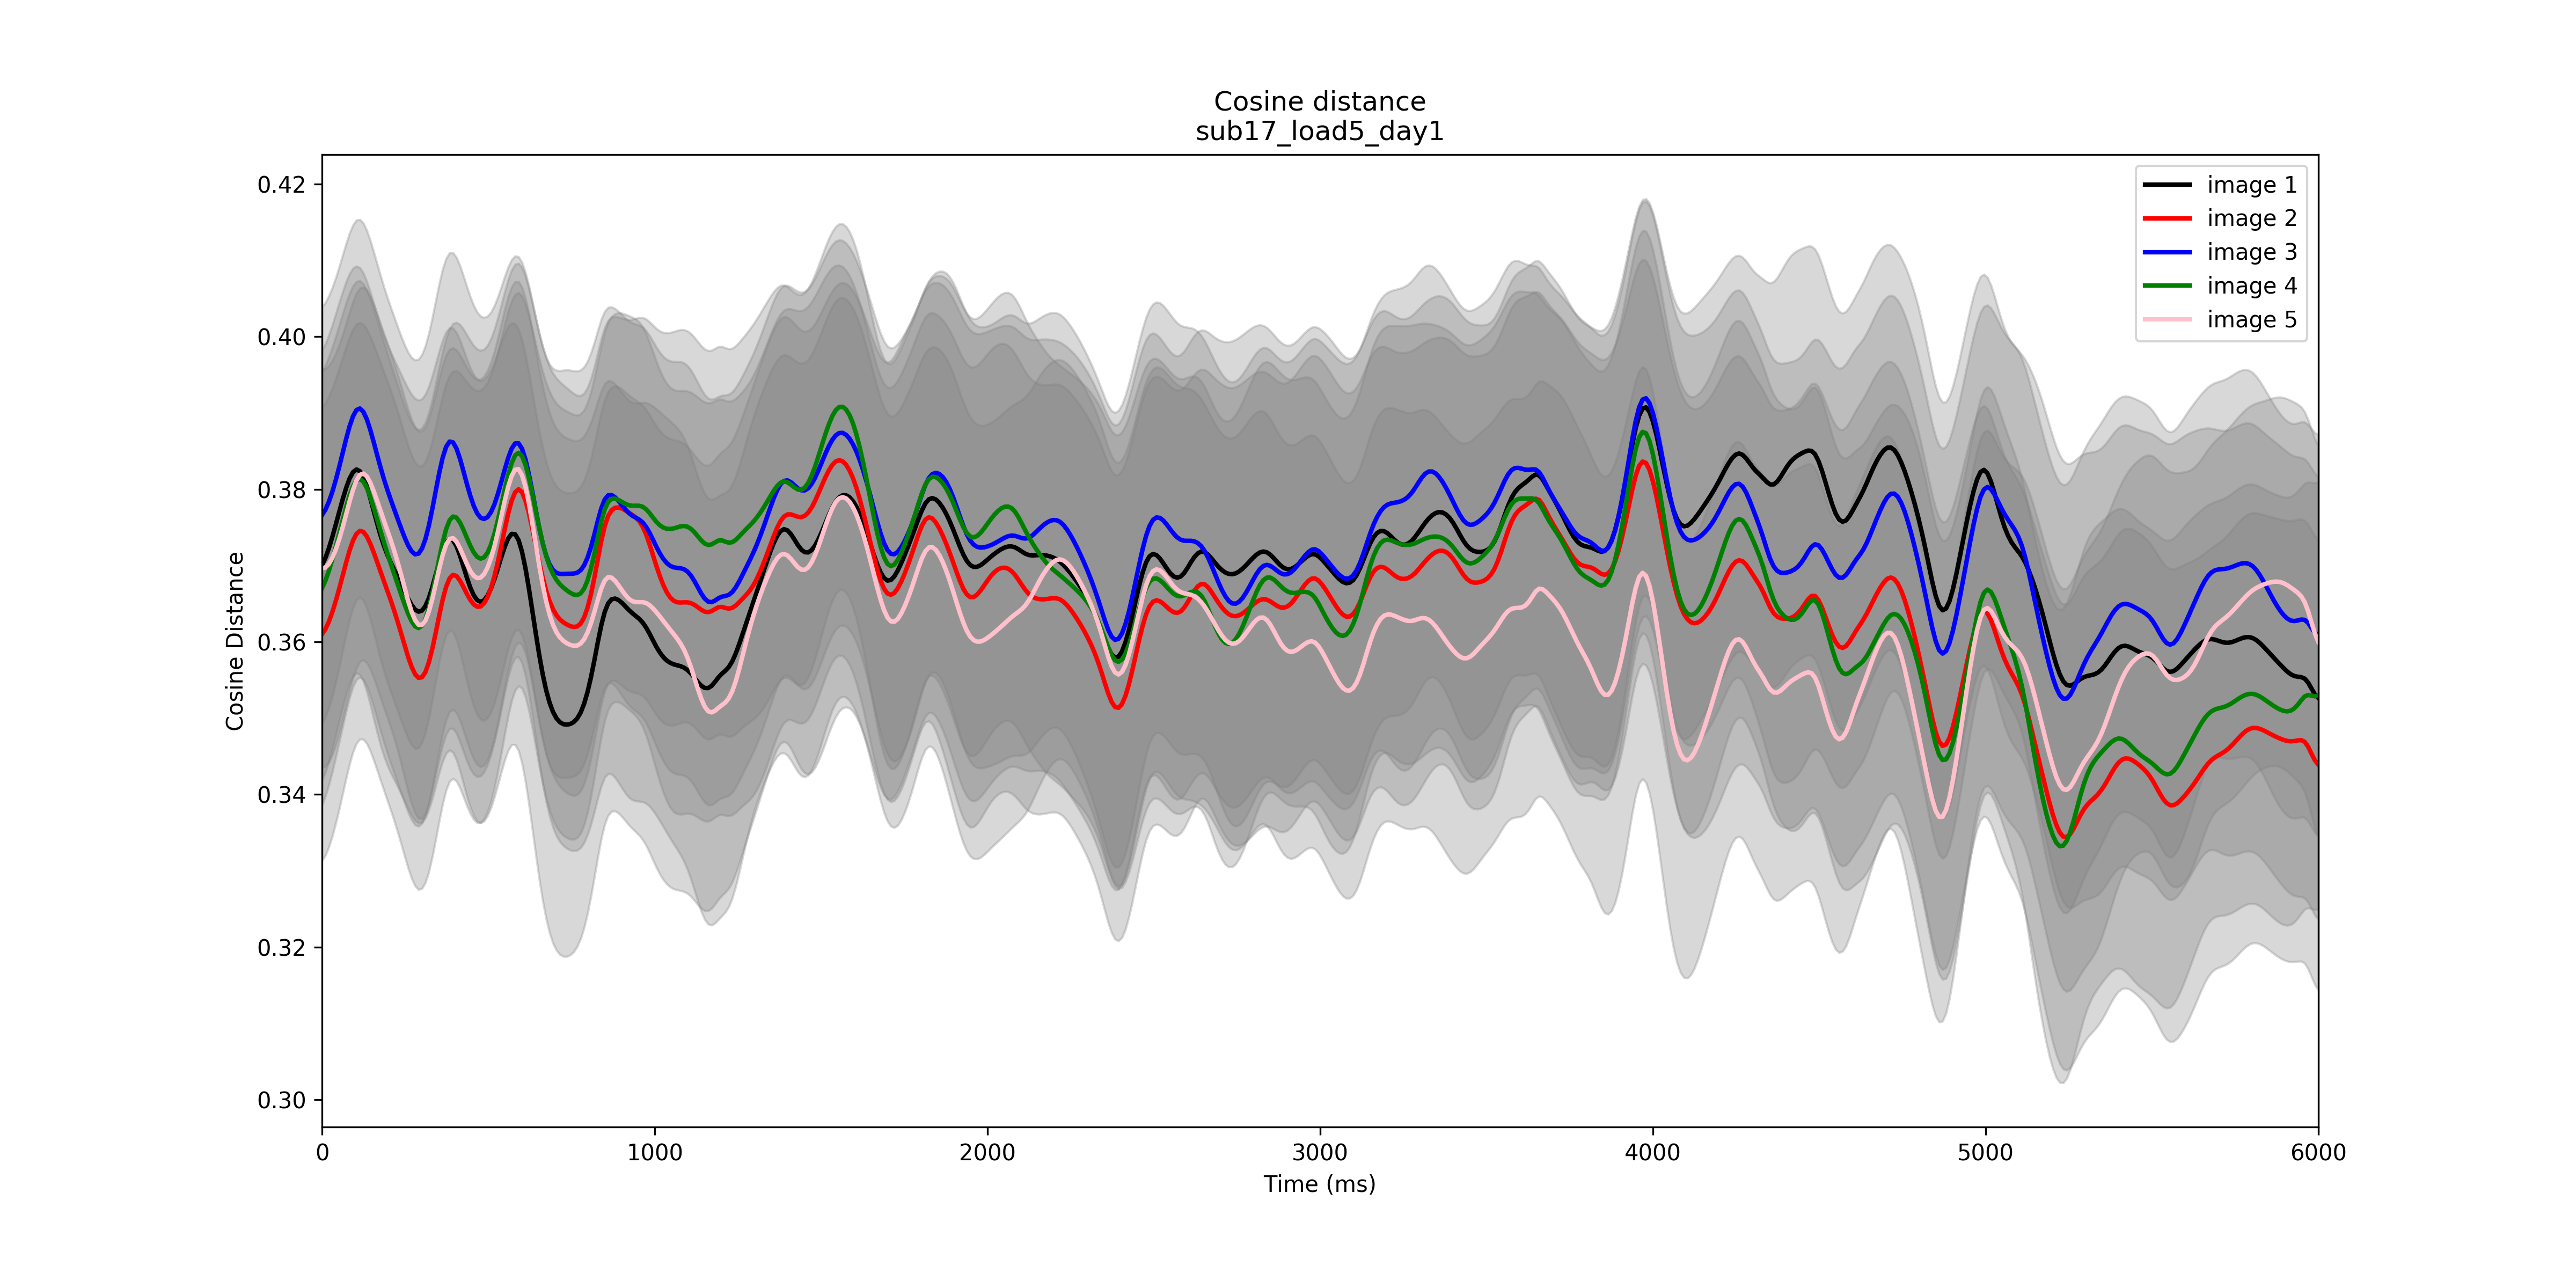 Cosine distance
sub17_load5_day1
image 1
image 2
image 3
image 4
image 5
Cosine Distance
0.42
0.40
0.38
0.36
0.34
0.32
0.30
0 1000 2000 3000 4000 5000 6000
Time (ms)